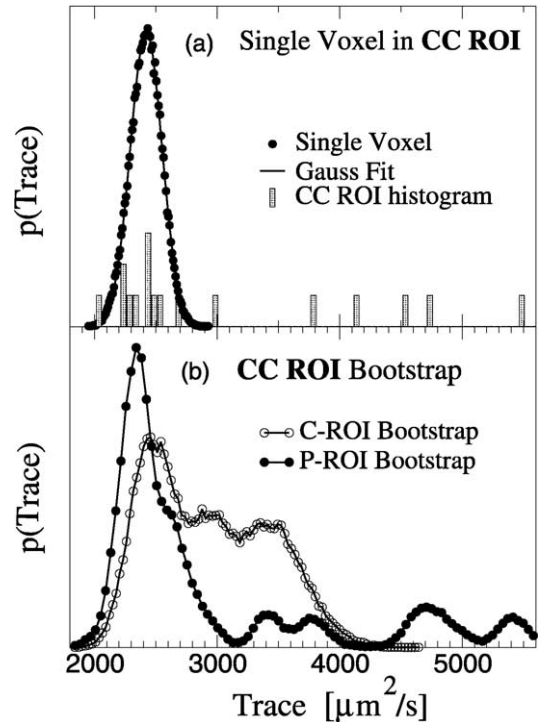 (a) Single Voxel in CC ROI
p(Trace)
Single Voxel
Gauss Fit
CC ROI histogram
(b) CC ROI Bootstrap
p(Trace)
C-ROI Bootstrap
P-ROI Bootstrap
2000 3000 4000 5000
Trace [μm²/s]